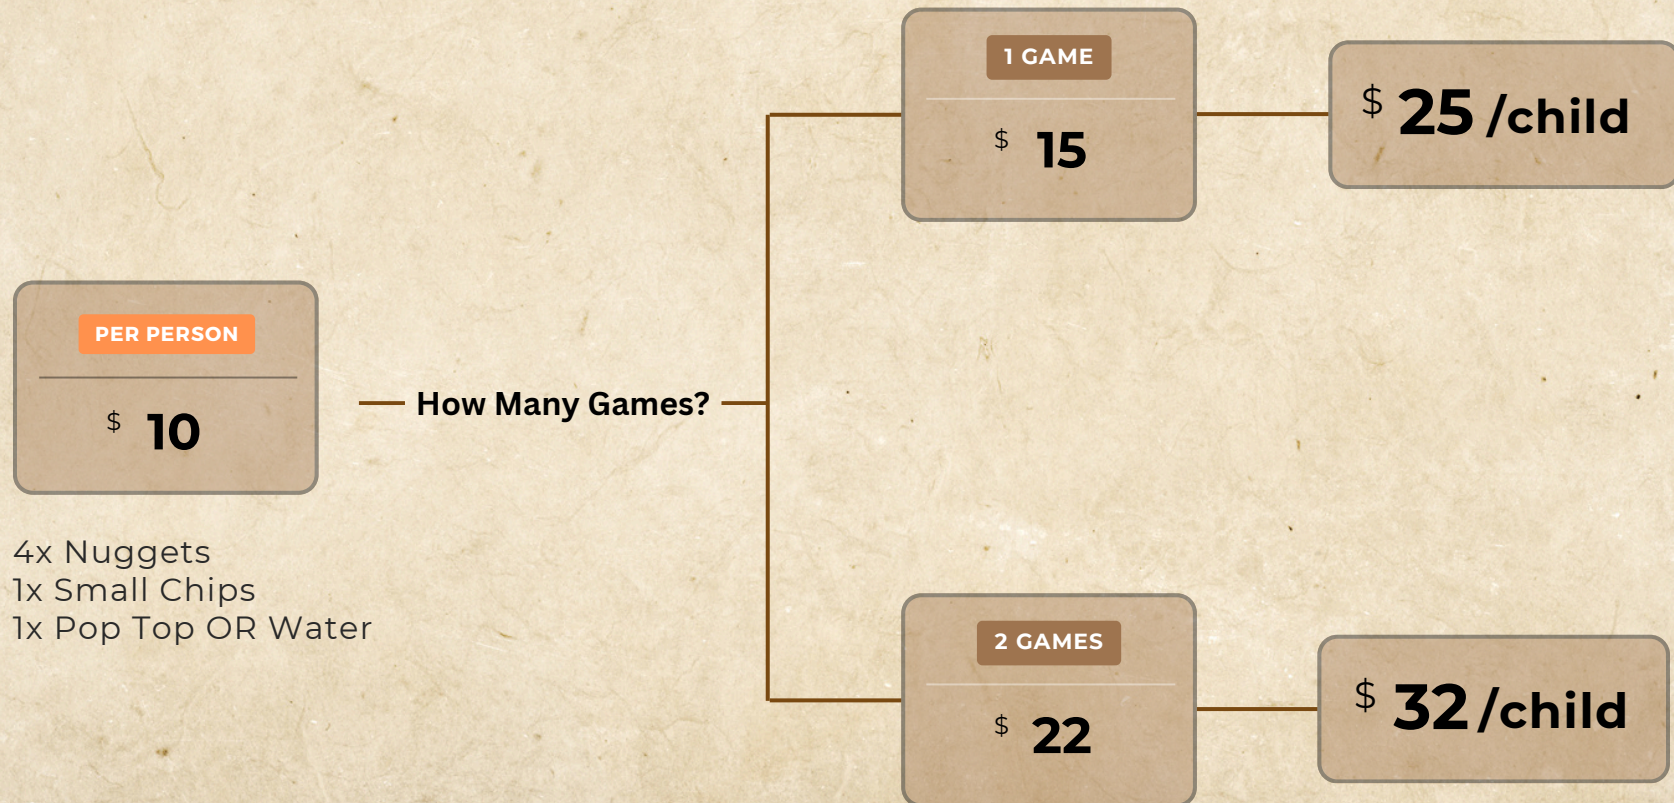 PER PERSON
$ 10
4x Nuggets
1x Small Chips
1x Pop Top OR Water
How Many Games?
1 GAME
$ 15
$ 25 /child
2 GAMES
$ 22
$ 32 /child